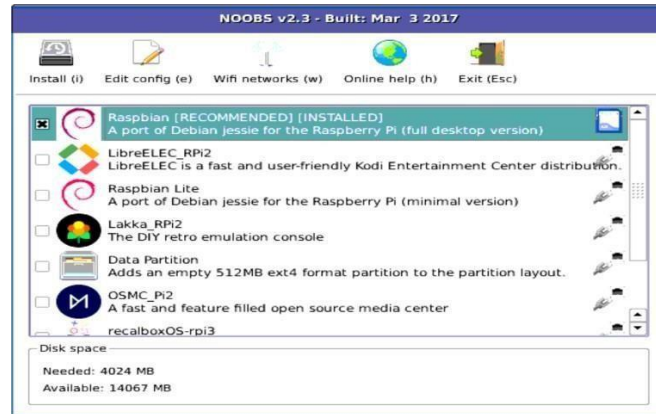 NOOBS v2.3 - Built: Mar 3 2017
Install (i) Edit config (e) Wifi networks (w) Online help (h) Exit (Esc)
Raspbian [RECOMMENDED] [INSTALLED]
A port of Debian jessie for the Raspberry Pi (full desktop version)
LibreELEC_RPi2
LibreELEC is a fast and user-friendly Kodi Entertainment Center distribution.
Raspbian Lite
A port of Debian jessie for the Raspberry Pi (minimal version)
Lakka_RPi2
The DIY retro emulation console
Data Partition
Adds an empty 512MB ext4 format partition to the partition layout.
OSMC_Pi2
A fast and feature filled open source media center
recalboxOS-rpi3
Disk space
Needed: 4024 MB
Available: 14067 MB